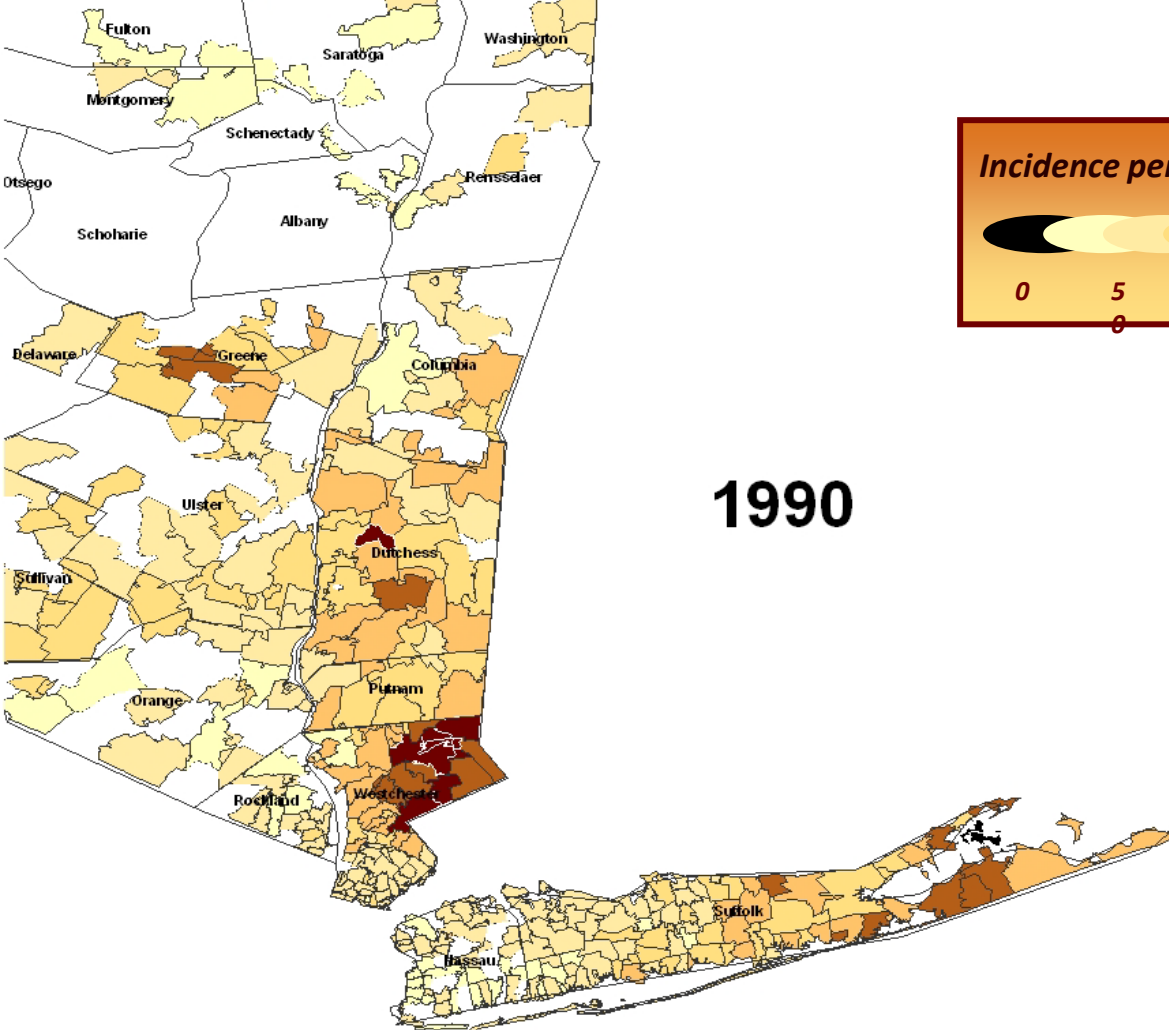 Fulton
Saratoga
Washington
Montgomery
Schenectady
Rensselaer
Otsego
Albany
Schoharie
Incidence per
0 5
0
Delaware
Greene
Columbia
Ulster
1990
Dutchess
Sullivan
Putnam
Orange
Westchester
Rockland
Suffolk
Nassau